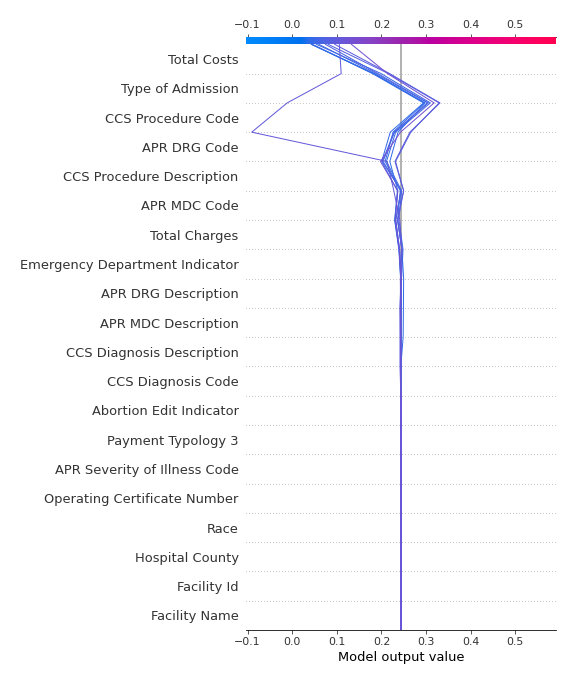 −0.1 0.0 0.1 0.2 0.3 0.4 0.5
Total Costs
Type of Admission
CCS Procedure Code
APR DRG Code
CCS Procedure Description
APR MDC Code
Total Charges
Emergency Department Indicator
APR DRG Description
APR MDC Description
CCS Diagnosis Description
CCS Diagnosis Code
Abortion Edit Indicator
Payment Typology 3
APR Severity of Illness Code
Operating Certificate Number
Race
Hospital County
Facility Id
Facility Name
−0.1 0.0 0.1 0.2 0.3 0.4 0.5
Model output value